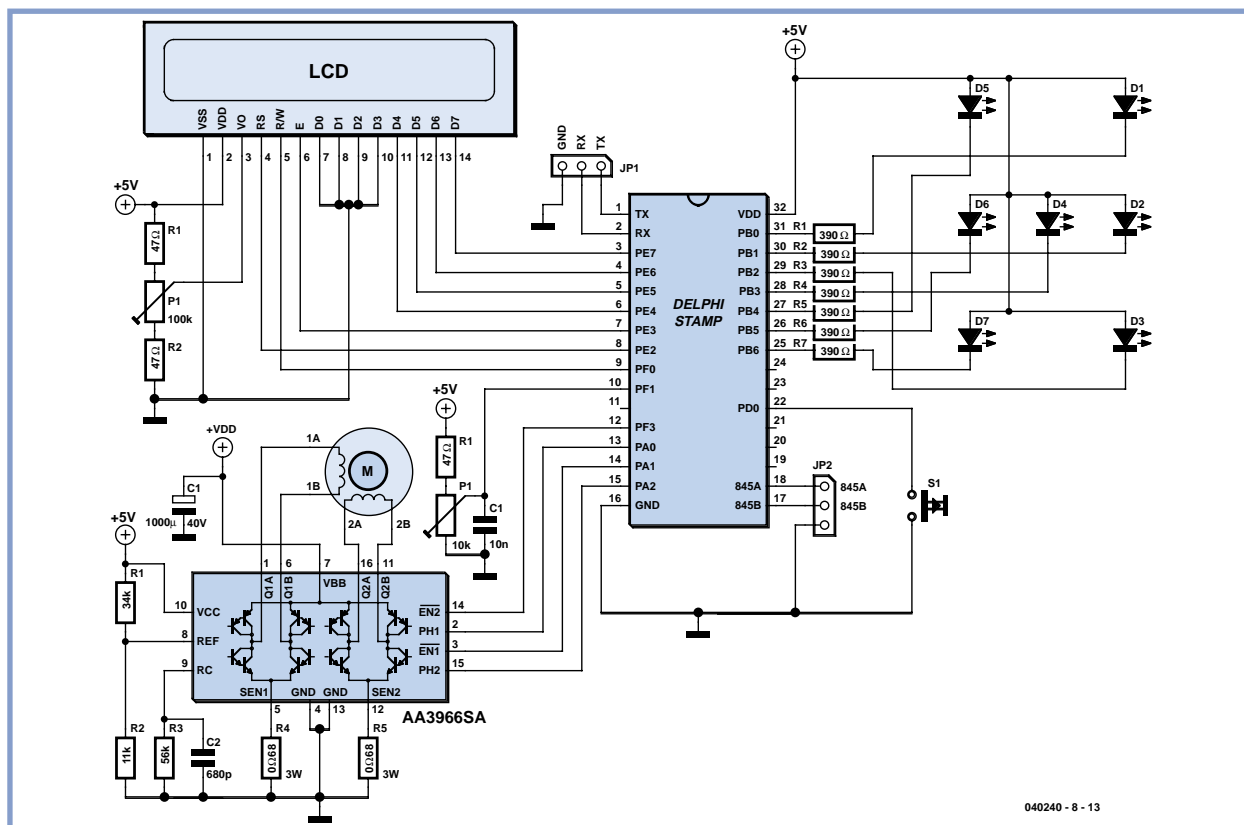 LCD
VSS VDD VO RS R/W E D0 D1 D2 D3 D4 D5 D6 D7
1 2 3 4 5 6 7 8 9 10 11 12 13 14
+5V
R1
47Ω
P1
100k
R2
47Ω
GND RX TX
JP1
+5V
D5 D1
D6 D4 D2
D7 D3
DELPHI
STAMP
1 TX
2 RX
3 PE7
4 PE6
5 PE5
6 PE4
7 PE3
8 PE2
9 PF0
10 PF1
11
12 PF3
13 PA0
14 PA1
15 PA2
16 GND
VDD 32
PB0 31 R1 390 Ω
PB1 30 R2 390 Ω
PB2 29 R3 390 Ω
PB3 28 R4 390 Ω
PB4 27 R5 390 Ω
PB5 26 R6 390 Ω
PB6 25 R7 390 Ω
24
23
PD0 22
21
20
19
845A 18
845B 17
JP2
845A
845B
S1
+VDD
C1
1000µ 40V
+5V
R1
34k
1A
1B
M
2A 2B
+5V
R1
47Ω
P1
10k
C1
10n
1 6 7 16 11
Q1A Q1B VBB Q2A Q2B
10 VCC
8 REF
9 RC
EN2 14
PH1 2
EN1 3
PH2 15
SEN1 GND GND SEN2
5 4 13 12
AA3966SA
R2
11k
R3
56k
C2
680p
R4
0Ω68
3W
R5
0Ω68
3W
040240 - 8 - 13